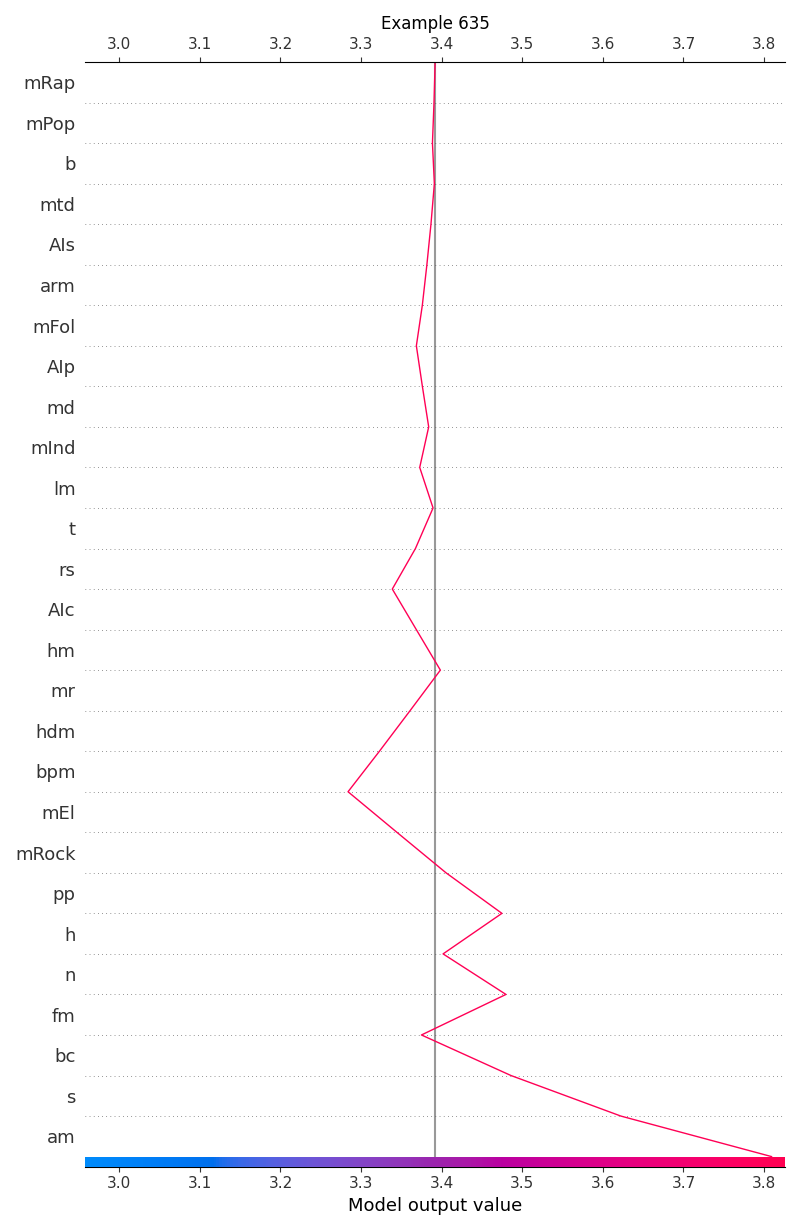 Example 635
3.0 3.1 3.2 3.3 3.4 3.5 3.6 3.7 3.8
mRap
mPop
b
mtd
AIs
arm
mFol
AIp
md
mInd
lm
t
rs
AIc
hm
mr
hdm
bpm
mEl
mRock
pp
h
n
fm
bc
s
am
3.0 3.1 3.2 3.3 3.4 3.5 3.6 3.7 3.8
Model output value